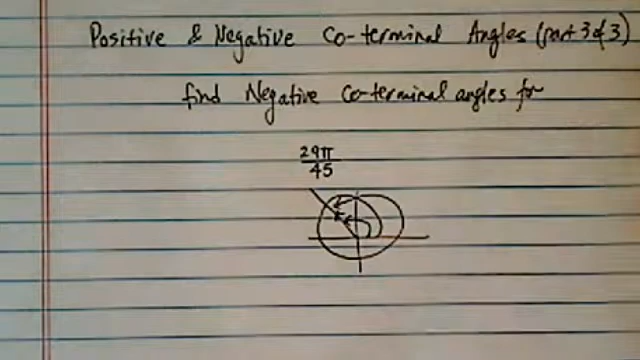 Positive & Negative Co-terminal Angles (part 3 of 3)
find Negative Co-terminal angles for
29π
45